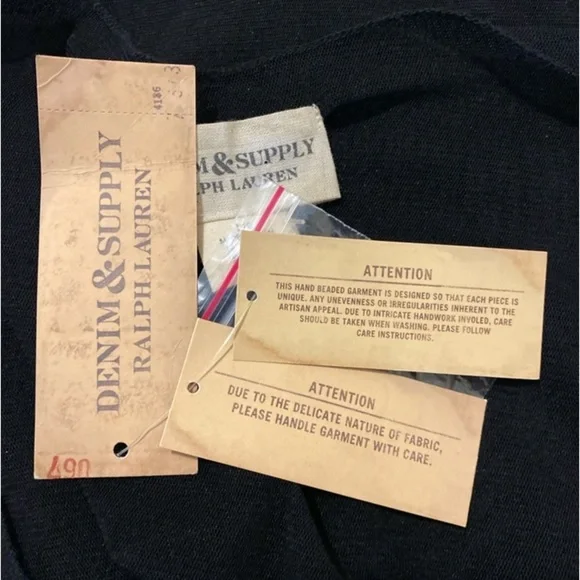 4186
DENIM & SUPPLY
RALPH LAUREN
490
M & SUPPLY
LPH LAUREN
ATTENTION
THIS HAND BEADED GARMENT IS DESIGNED SO THAT EACH PIECE IS
UNIQUE. ANY UNEVENNESS OR IRREGULARITIES INHERENT TO THE
ARTISAN APPEAL. DUE TO INTRICATE HANDWORK INVOLED, CARE
SHOULD BE TAKEN WHEN WASHING. PLEASE FOLLOW
CARE INSTRUCTIONS.
ATTENTION
DUE TO THE DELICATE NATURE OF FABRIC,
PLEASE HANDLE GARMENT WITH CARE.